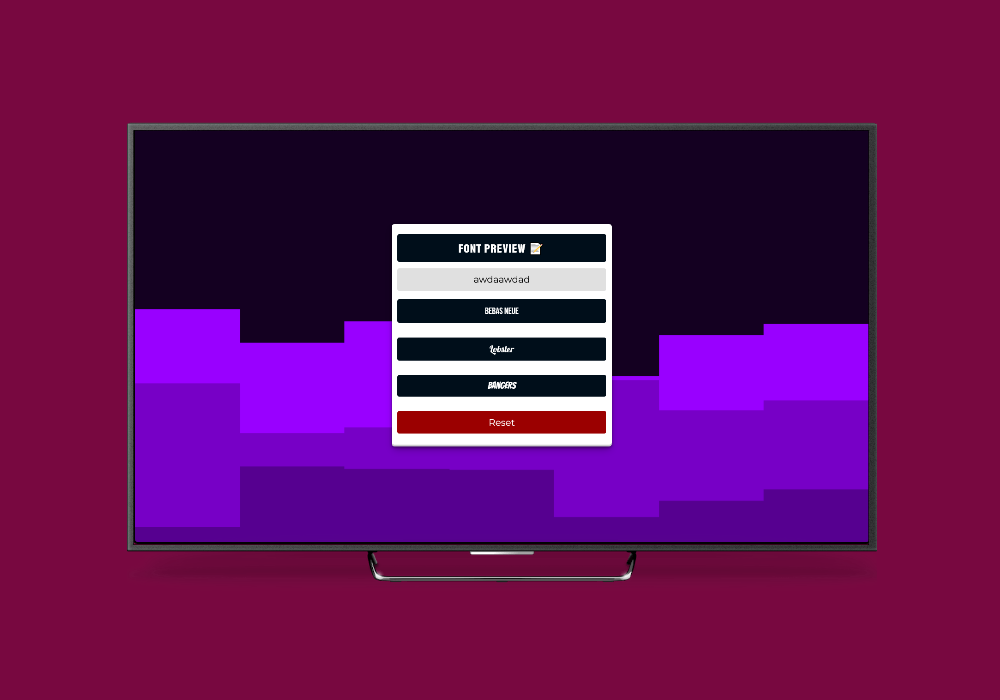 FONT PREVIEW 📝
awdaawdad
BEBAS NEUE
Lobster
BANGERS
Reset